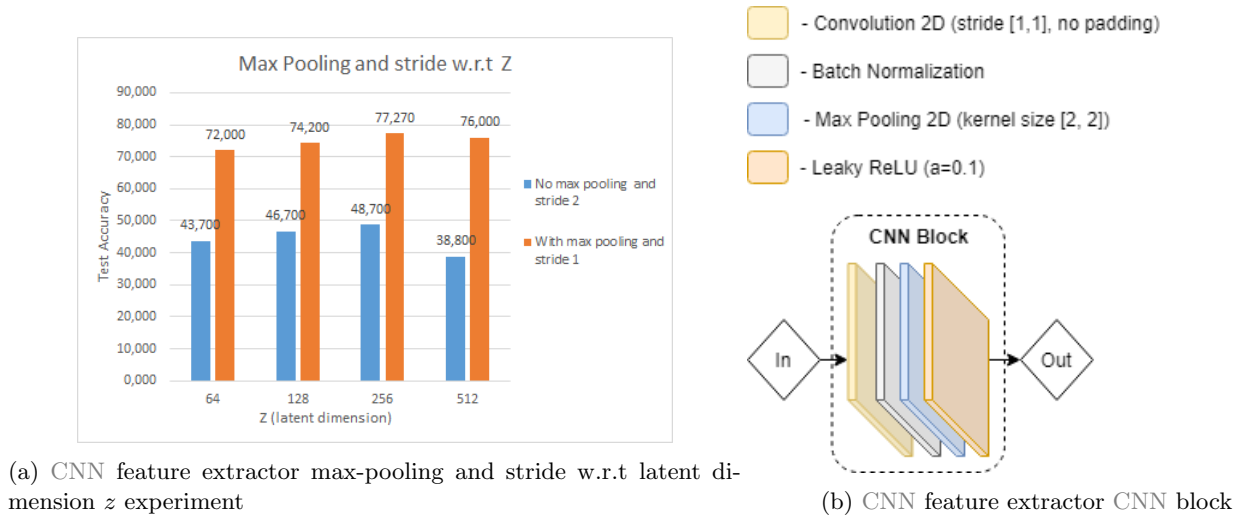 Max Pooling and stride w.r.t Z
90,000
80,000
70,000
60,000
50,000
40,000
30,000
20,000
10,000
0,000
Test Accuracy
43,700
72,000
46,700
74,200
48,700
77,270
38,800
76,000
64
128
256
512
Z (latent dimension)
No max pooling and
stride 2
With max pooling and
stride 1
(a) CNN feature extractor max-pooling and stride w.r.t latent di-
mension z experiment
- Convolution 2D (stride [1,1], no padding)
- Batch Normalization
- Max Pooling 2D (kernel size [2, 2])
- Leaky ReLU (a=0.1)
CNN Block
In
Out
(b) CNN feature extractor CNN block